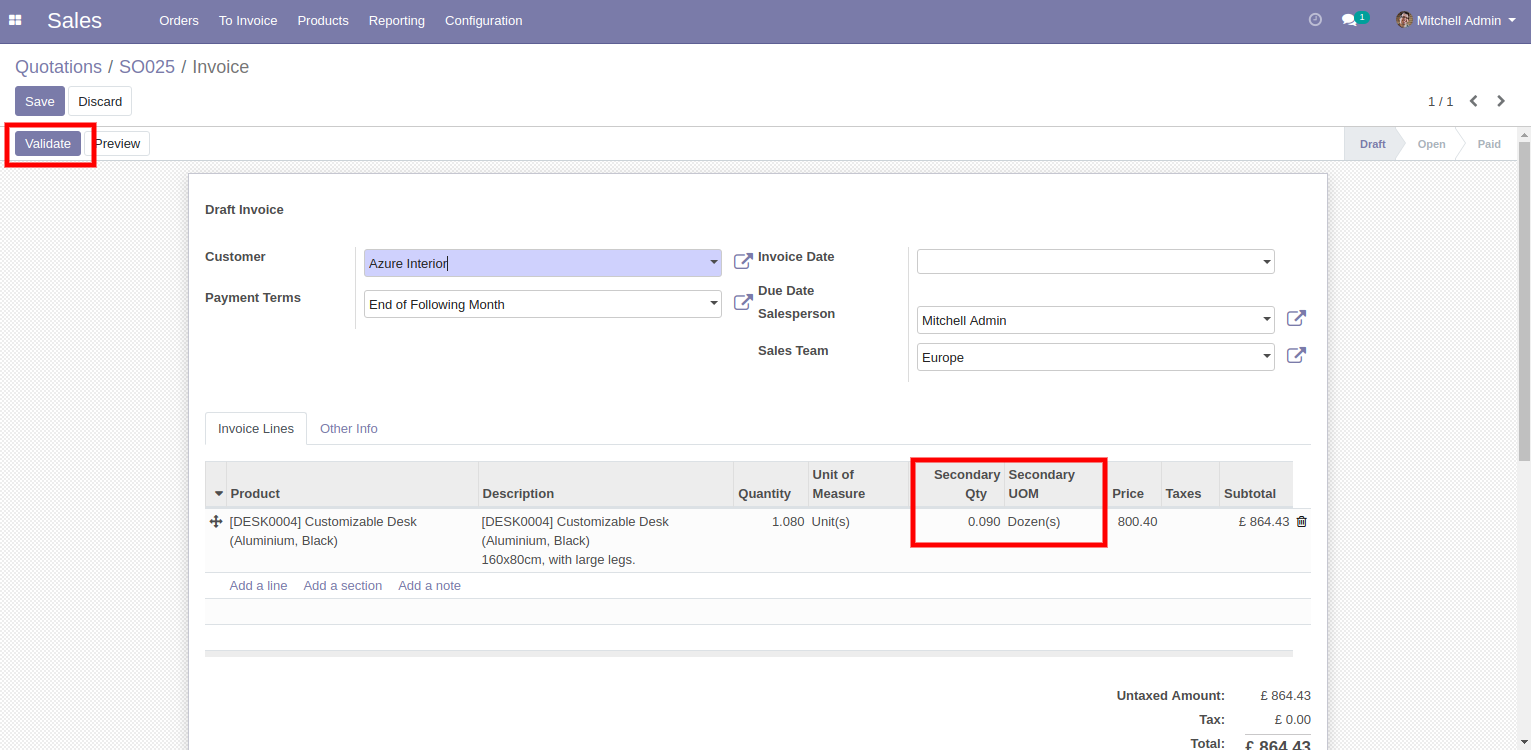 Sales Orders To Invoice Products Reporting Configuration 1 Mitchell Admin
Quotations / SO025 / Invoice
Save Discard 1 / 1
Validate Preview Draft Open Paid
Draft Invoice
Customer Azure Interior Invoice Date
Due Date
Payment Terms End of Following Month
Salesperson Mitchell Admin
Sales Team Europe
Invoice Lines Other Info
Product Description Quantity Unit of Measure Secondary Qty Secondary UOM Price Taxes Subtotal
[DESK0004] Customizable Desk [DESK0004] Customizable Desk 1.080 Unit(s) 0.090 Dozen(s) 800.40 £ 864.43
(Aluminium, Black) (Aluminium, Black)
160x80cm, with large legs.
Add a line Add a section Add a note
Untaxed Amount: £ 864.43
Tax: £ 0.00
Total: £ 864.43